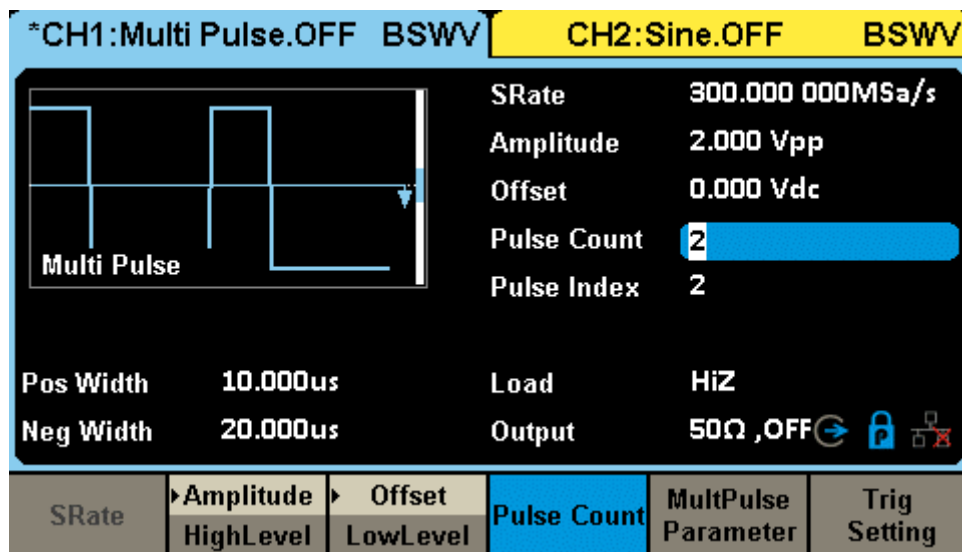 *CH1:Multi Pulse.OFF BSWV
CH2:Sine.OFF BSWV
Multi Pulse
SRate 300.000 000MSa/s
Amplitude 2.000 Vpp
Offset 0.000 Vdc
Pulse Count 2
Pulse Index 2
Pos Width 10.000us
Neg Width 20.000us
Load HiZ
Output 50Ω ,OFF
P
SRate
Amplitude
HighLevel
Offset
LowLevel
Pulse Count
MultPulse
Parameter
Trig
Setting